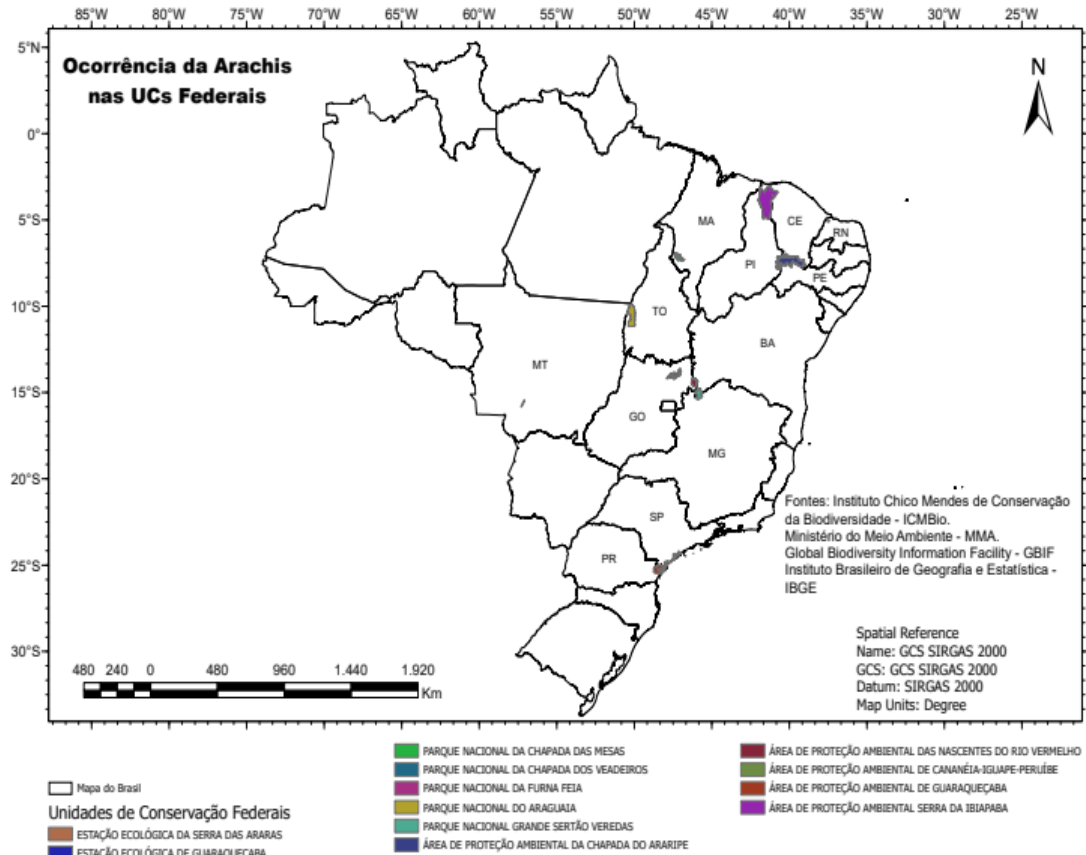 85°W 80°W 75°W 70°W 65°W 60°W 55°W 50°W 45°W 40°W 35°W 30°W 25°W
5°N
0°
5°S
10°S
15°S
20°S
25°S
30°S
Ocorrência da Arachis
nas UCs Federais
N
MA
CE
RN
PI
PE
TO
BA
MT
GO
MG
SP
PR
Fontes: Instituto Chico Mendes de Conservação
da Biodiversidade - ICMBio.
Ministério do Meio Ambiente - MMA.
Global Biodiversity Information Facility - GBIF
Instituto Brasileiro de Geografia e Estatística -
IBGE
Spatial Reference
Name: GCS SIRGAS 2000
GCS: GCS SIRGAS 2000
Datum: SIRGAS 2000
Map Units: Degree
480 240 0 480 960 1.440 1.920
Km
Mapa do Brasil
Unidades de Conservação Federais
ESTAÇÃO ECOLÓGICA DA SERRA DAS ARARAS
ESTAÇÃO ECOLÓGICA DE GUARAQUEÇABA
PARQUE NACIONAL DA CHAPADA DAS MESAS
PARQUE NACIONAL DA CHAPADA DOS VEADEIROS
PARQUE NACIONAL DA FURNA FEIA
PARQUE NACIONAL DO ARAGUAIA
PARQUE NACIONAL GRANDE SERTÃO VEREDAS
ÁREA DE PROTEÇÃO AMBIENTAL DA CHAPADA DO ARARIPE
ÁREA DE PROTEÇÃO AMBIENTAL DAS NASCENTES DO RIO VERMELHO
ÁREA DE PROTEÇÃO AMBIENTAL DE CANANÉIA-IGUAPE-PERUÍBE
ÁREA DE PROTEÇÃO AMBIENTAL DE GUARAQUEÇABA
ÁREA DE PROTEÇÃO AMBIENTAL SERRA DA IBIAPABA